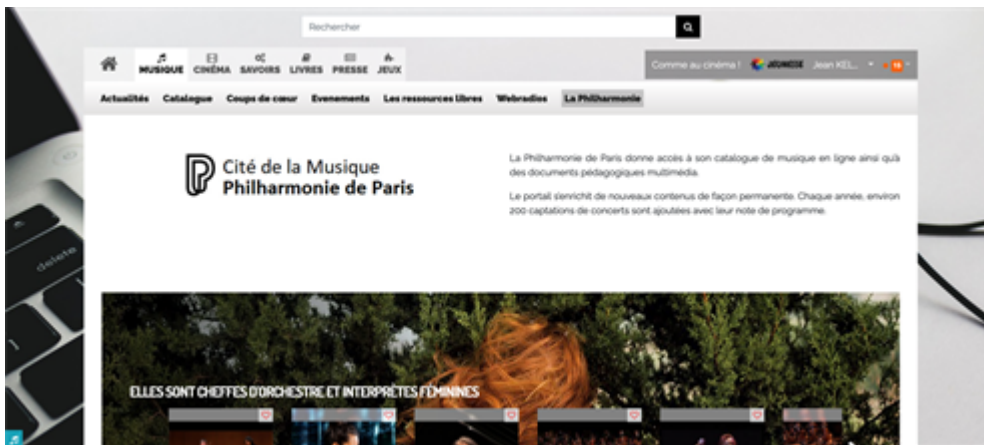 Rechercher
MUSIQUE CINÉMA SAVOIRS LIVRES PRESSE JEUX
Comme au cinéma ! JEUNESSE Jean KEL...
Actualités Catalogue Coups de cœur Evenements Les ressources libres Webradios La Philharmonie
Cité de la Musique
Philharmonie de Paris
La Philharmonie de Paris donne accès à son catalogue de musique en ligne ainsi qu'à
des documents pédagogiques multimédia.
Le portail s'enrichit de nouveaux contenus de façon permanente. Chaque année, environ
200 captations de concerts sont ajoutées avec leur note de programme.
delete
ELLES SONT CHEFFES D'ORCHESTRE ET INTERPRÈTES FÉMININES